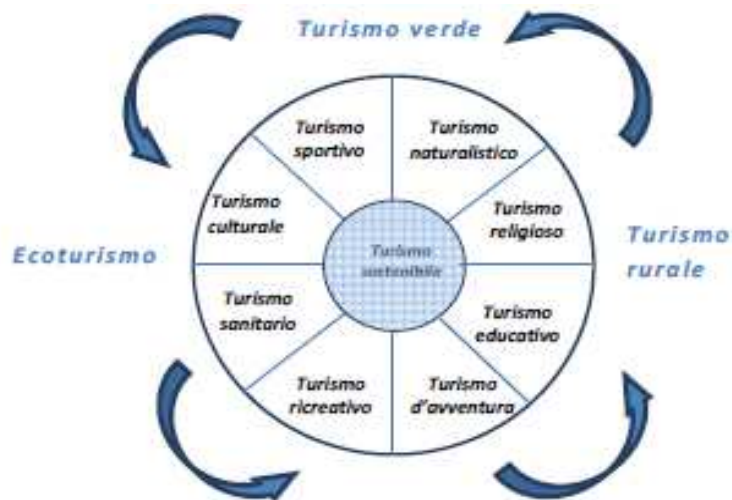 Turismo verde
Turismo
sportivo
Turismo
naturalistico
Turismo
culturale
Turismo
religioso
Ecoturismo
Turismo
sostenibile
Turismo
rurale
Turismo
sanitario
Turismo
educativo
Turismo
ricreativo
Turismo
d'avventura